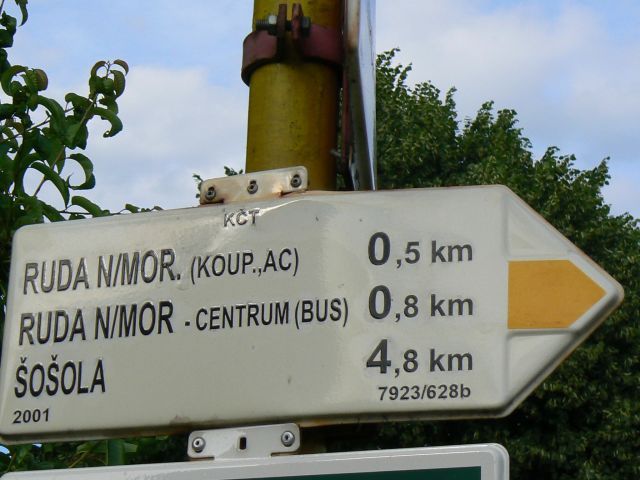 KČT
RUDA N/MOR. (KOUP.,AC) 0,5 km
RUDA N/MOR - CENTRUM (BUS) 0,8 km
ŠOŠOLA 4,8 km
2001 7923/628b